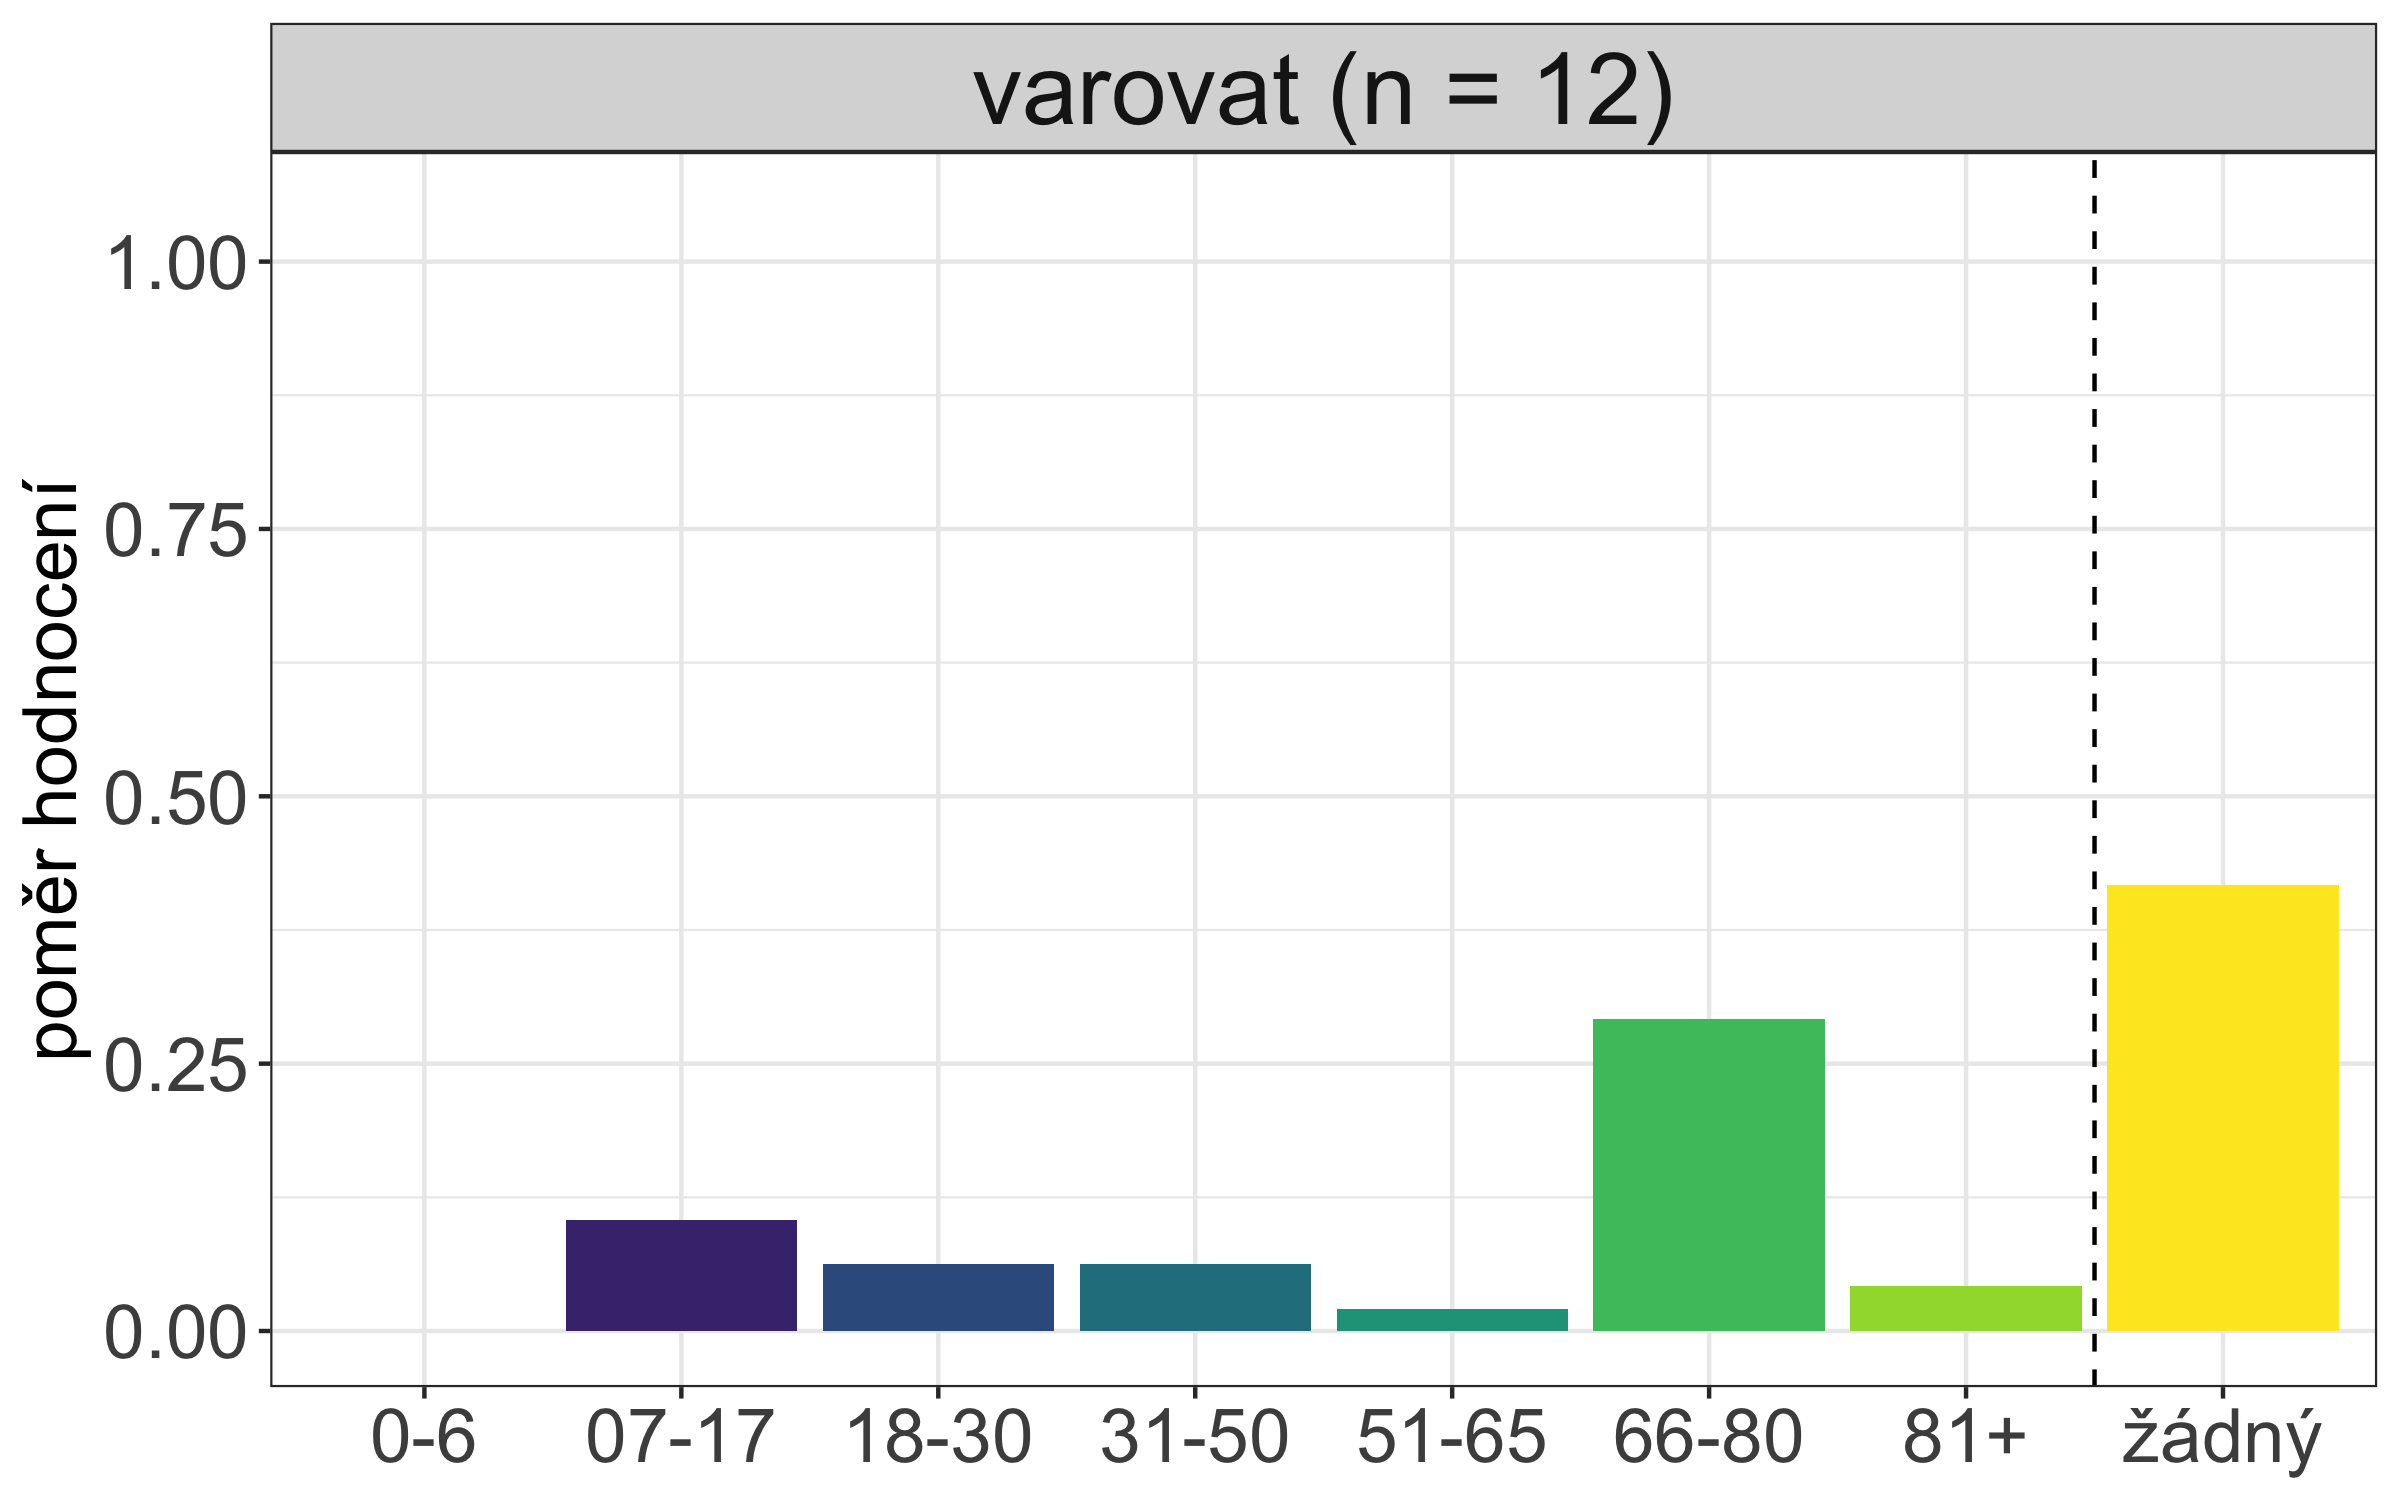 varovat (n = 12)
poměr hodnocení
1.00
0.75
0.50
0.25
0.00
0-6 07-17 18-30 31-50 51-65 66-80 81+ žádný